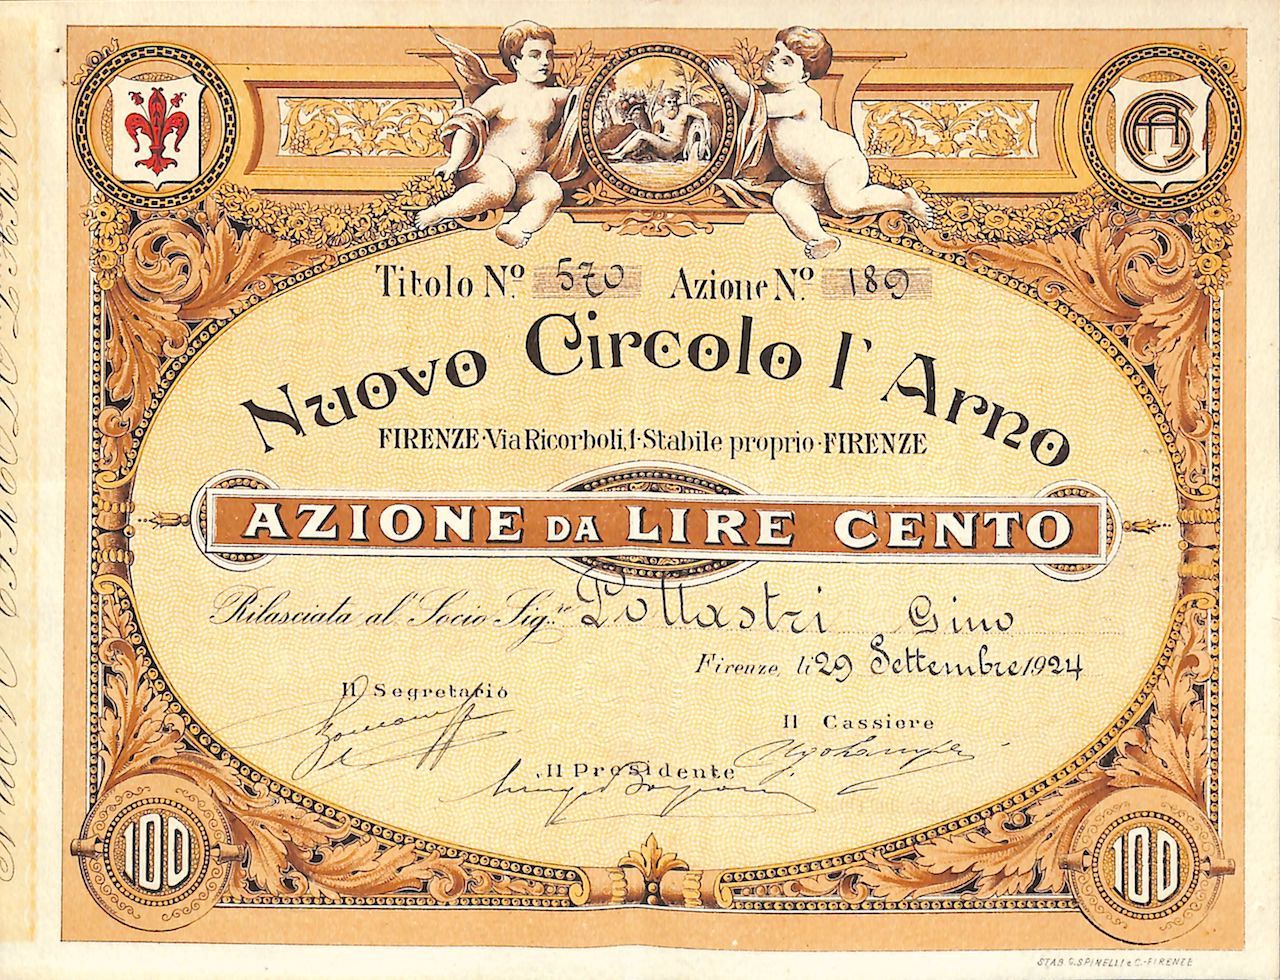 Titolo N.º 570 Azione N.º 189
Nuovo Circolo l'Arno
FIRENZE·Via Ricorboli, 1·Stabile proprio·FIRENZE
AZIONE DA LIRE CENTO
Rilasciata al Socio Sig.re Pollastri Gino
Firenze, li 29 Settembre 1924
Il Segretario
Il Cassiere
Il Presidente
100
100
STAB. G. SPINELLI e C.-FIRENZE